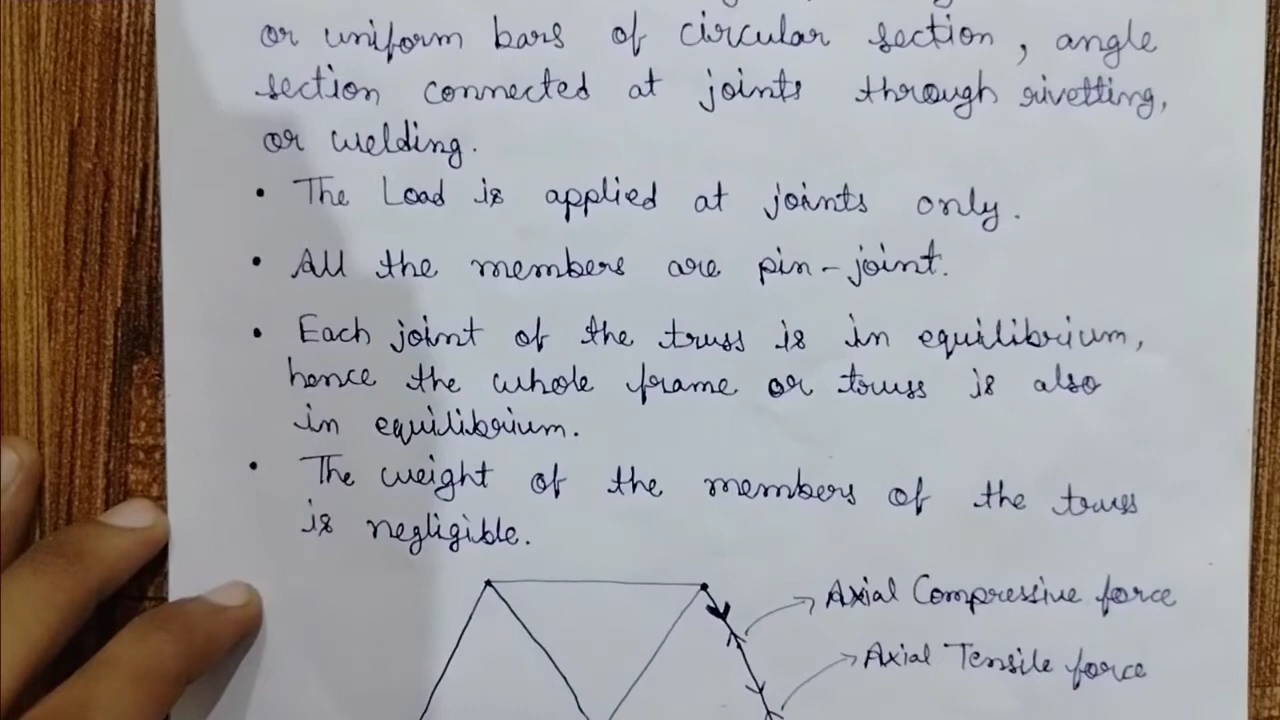 or uniform bars of circular section, angle
section connected at joints through rivetting,
or welding.
• The Load is applied at joints only.
• All the members are pin-joint.
• Each joint of the truss is in equilibrium,
hence the whole frame or truss is also
in equilibrium.
• The weight of the members of the truss
is negligible.
Axial Compressive force
Axial Tensile force